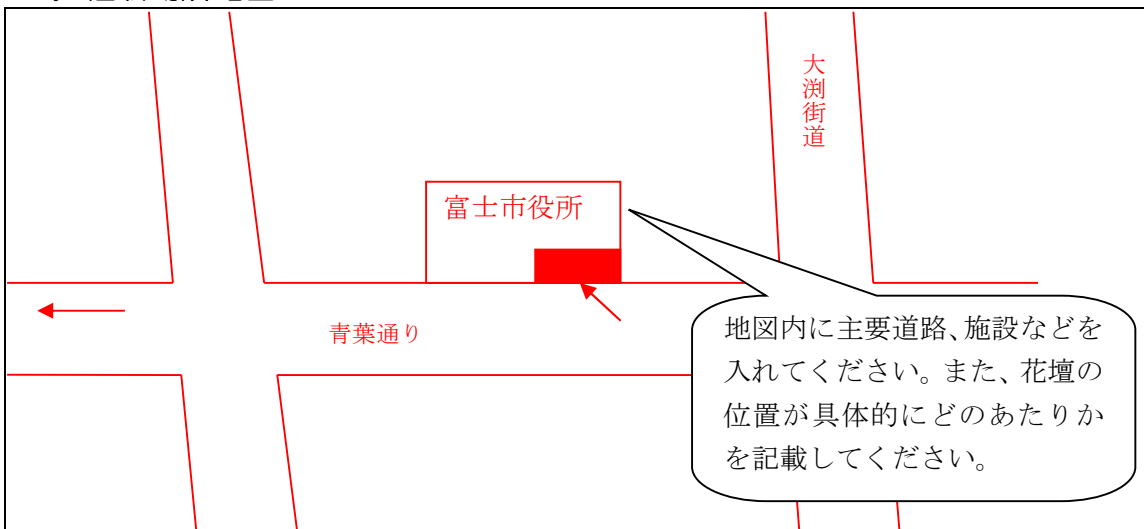 大渕街道
富士市役所
青葉通り
地図内に主要道路、施設などを
入れてください。また、花壇の
位置が具体的にどのあたりか
を記載してください。